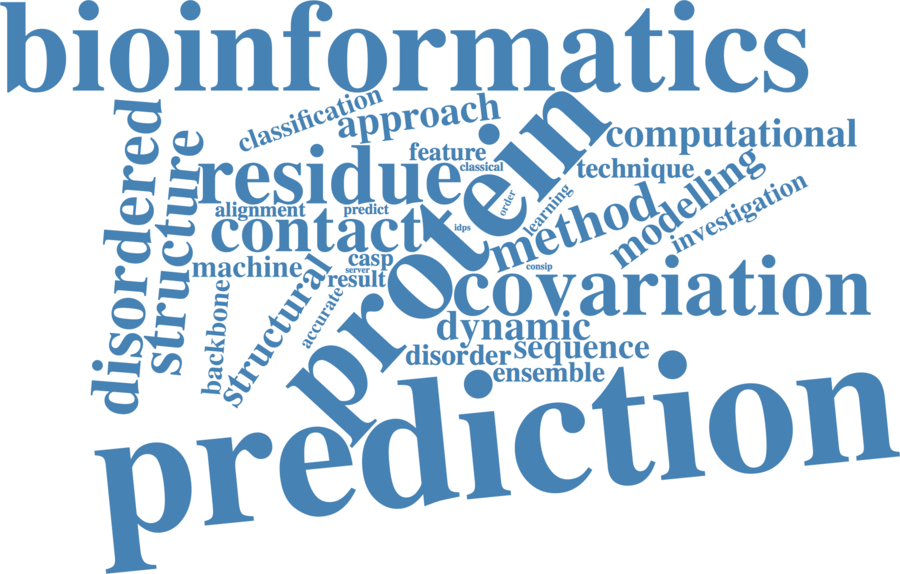 bioinformatics
classification
approach
computational
disordered
structure
residue
feature
classical
technique
protein
alignment
predict
order
learning
idps
contact
method
modelling
investigation
machine
casp
server
result
consip
covariation
backbone
structural
accurate
dynamic
disorder
sequence
ensemble
prediction